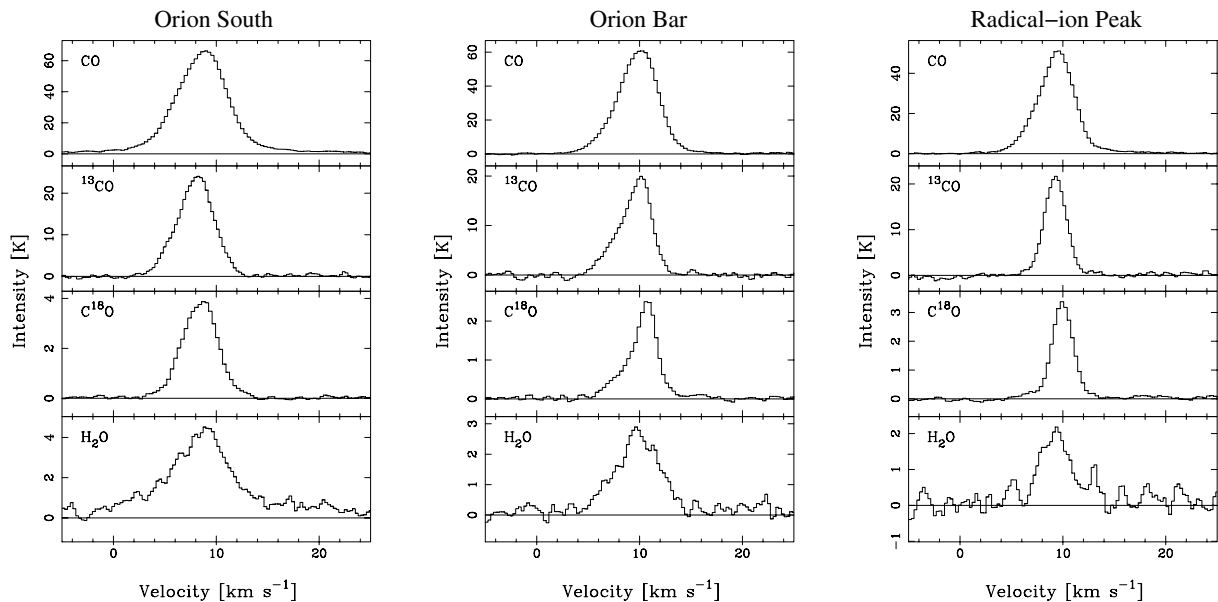 Orion South
CO
0 20 40 60
¹³CO
0 10 20
C¹⁸O
0 2 4
H₂O
0 2 4
0 20
Intensity [K]
Velocity [km s⁻¹]
Orion Bar
CO
0 20 40 60
¹³CO
0 10 20
C¹⁸O
0 1 2
H₂O
0 1 2 3
0 20
Intensity [K]
Velocity [km s⁻¹]
Radical−ion Peak
CO
0 20 40
¹³CO
0 10 20
C¹⁸O
0 1 2 3
H₂O
−1 0 1 2
0 10 20
Intensity [K]
Velocity [km s⁻¹]